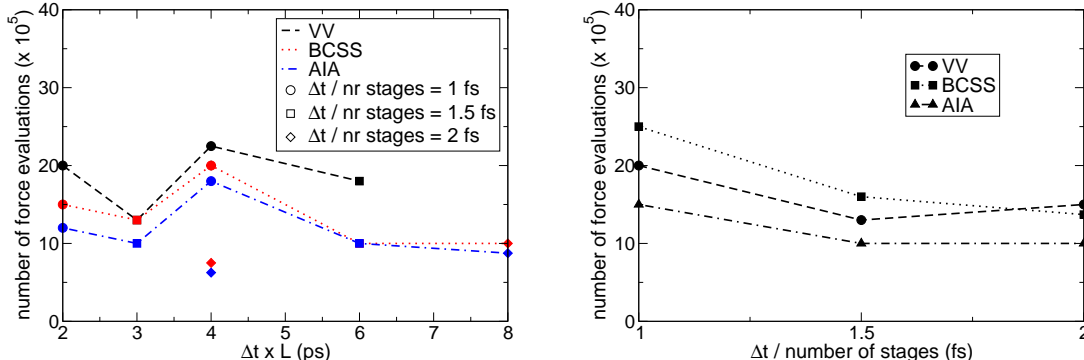 number of force evaluations (x 10^5)
40
30
20
10
0
VV
BCSS
AIA
Δt / nr stages = 1 fs
Δt / nr stages = 1.5 fs
Δt / nr stages = 2 fs
2 3 4 5 6 7 8
Δt x L (ps)
number of force evaluations (x 10^5)
40
30
20
10
0
VV
BCSS
AIA
1 1.5 2
Δt / number of stages (fs)